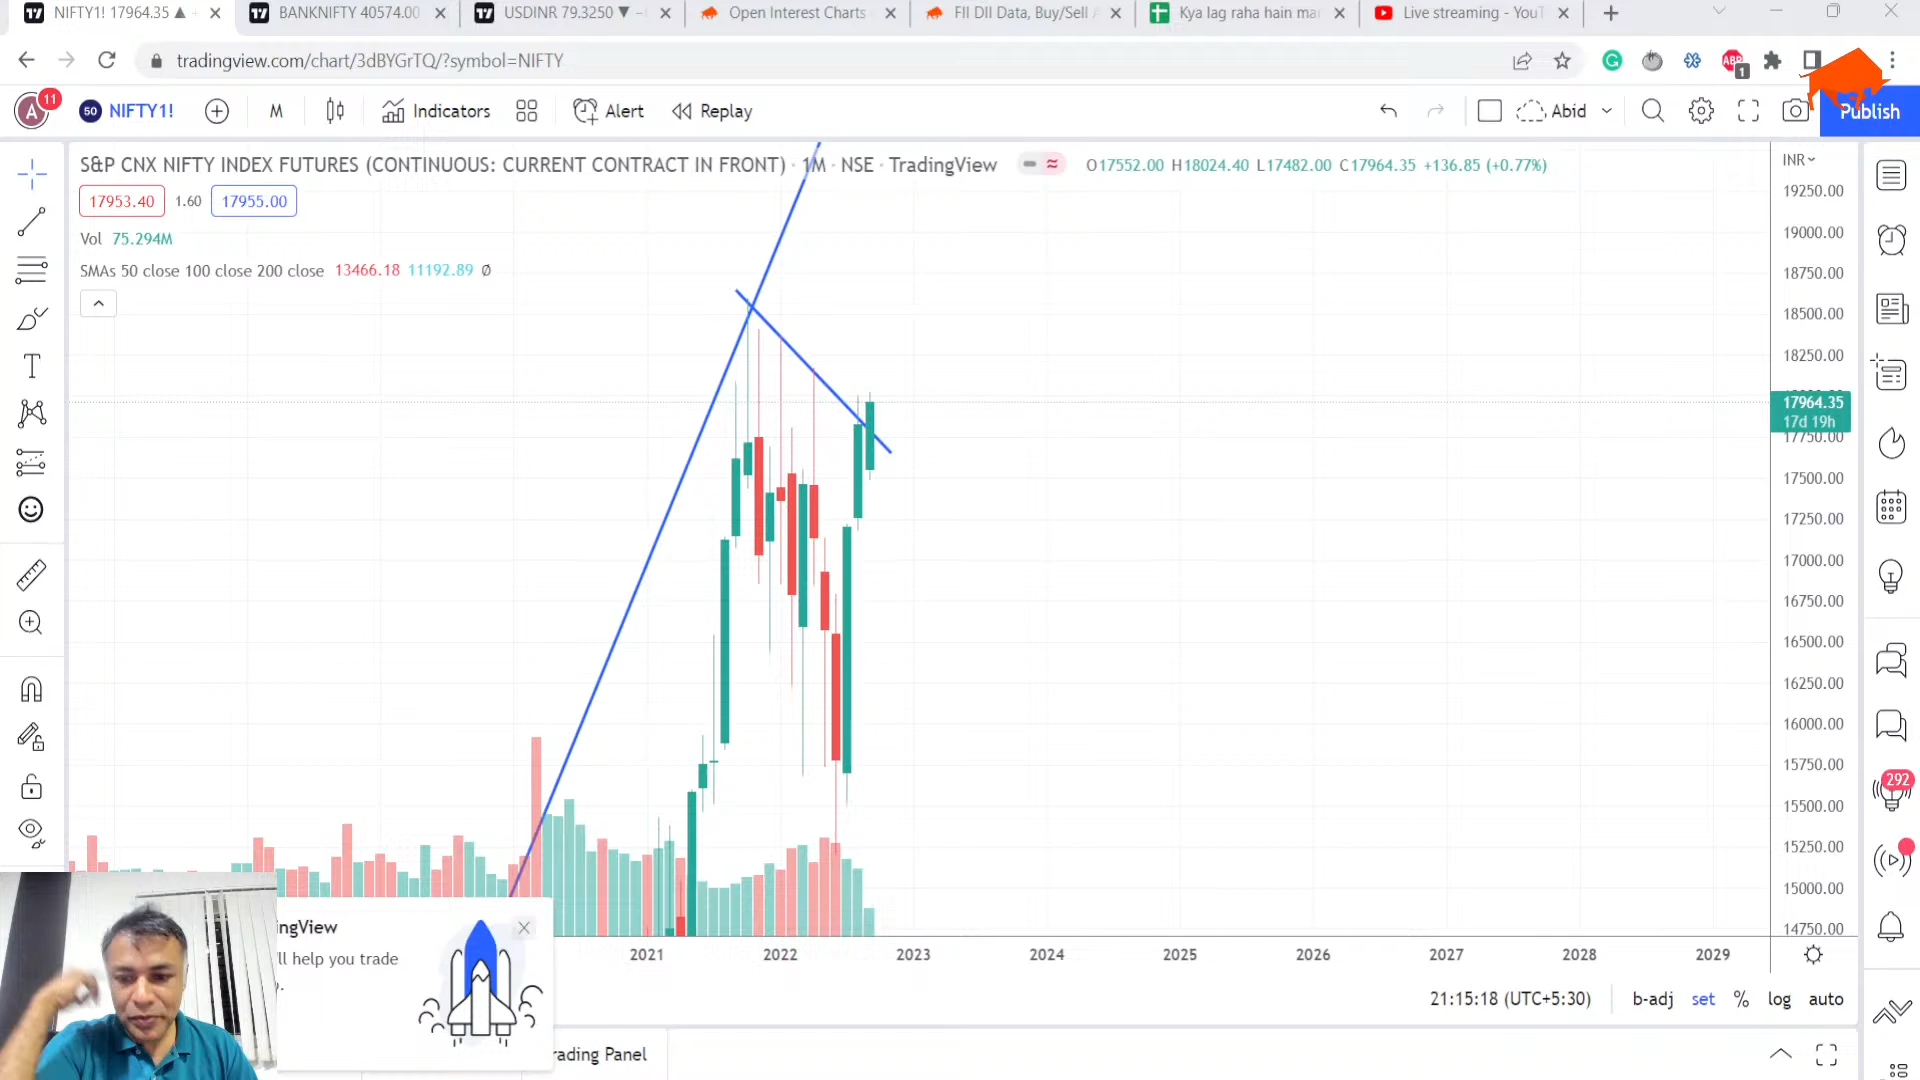 NIFTY1! 17964.35 ▲
BANKNIFTY 40574.00
USDINR 79.3250 ▼
Open Interest Charts
FII DII Data, Buy/Sell
Kya lag raha hain
Live streaming - You
tradingview.com/chart/3dBYGrTQ/?symbol=NIFTY
ABP
1
A
11
50
NIFTY1!
M
Indicators
Alert
Replay
Abid
Publish
S&P CNX NIFTY INDEX FUTURES (CONTINUOUS: CURRENT CONTRACT IN FRONT) · 1M · NSE · TradingView
O17552.00 H18024.40 L17482.00 C17964.35 +136.85 (+0.77%)
INR
17953.40
1.60
17955.00
Vol 75.294M
SMAs 50 close 100 close 200 close 13466.18 11192.89 Ø
19250.00
19000.00
18750.00
18500.00
18250.00
17964.35
17d 19h
17750.00
17500.00
17250.00
17000.00
16750.00
16500.00
16250.00
16000.00
15750.00
15500.00
15250.00
15000.00
14750.00
292
2021
2022
2023
2024
2025
2026
2027
2028
2029
ingView
'll help you trade
21:15:18 (UTC+5:30)
b-adj
set
%
log
auto
rading Panel